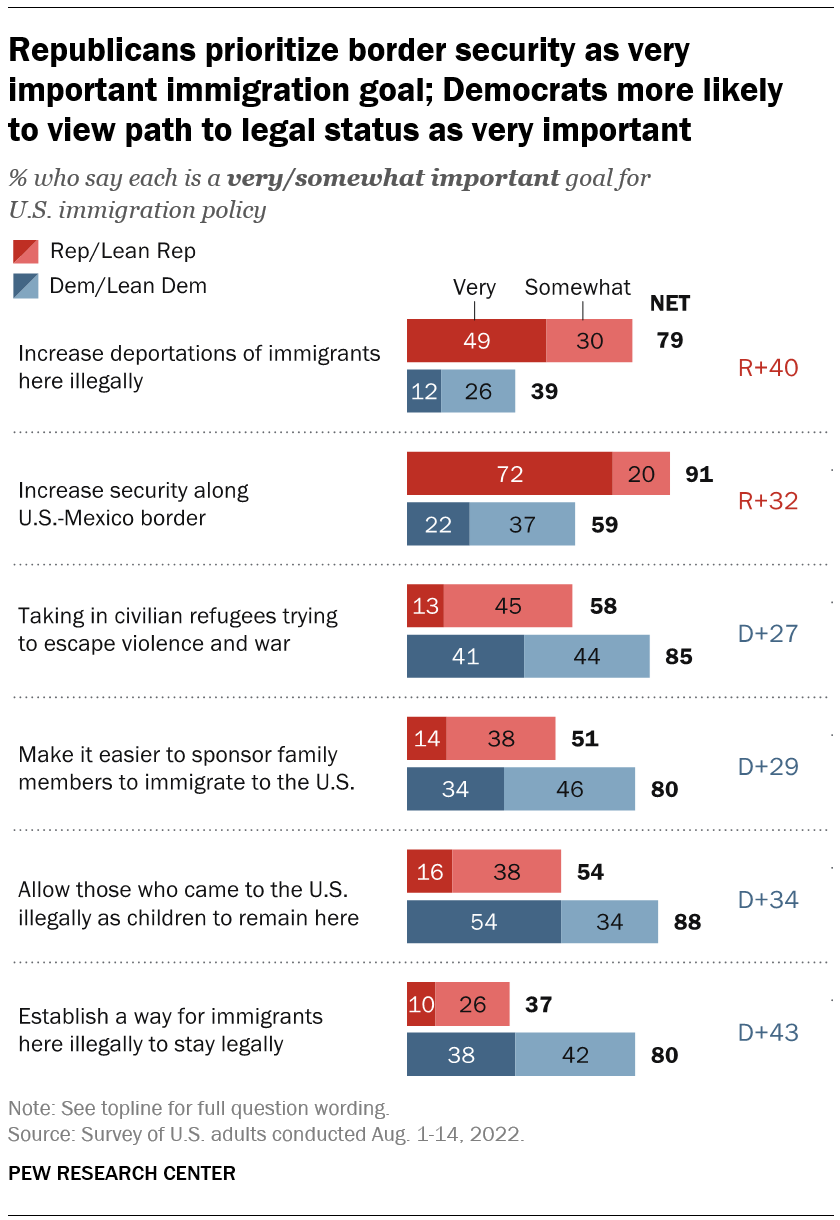 Republicans prioritize border security as very
important immigration goal; Democrats more likely
to view path to legal status as very important
% who say each is a very/somewhat important goal for
U.S. immigration policy
Rep/Lean Rep
Dem/Lean Dem
Very Somewhat NET
Increase deportations of immigrants
here illegally
49 30 79
12 26 39
R+40
Increase security along
U.S.-Mexico border
72 20 91
22 37 59
R+32
Taking in civilian refugees trying
to escape violence and war
13 45 58
41 44 85
D+27
Make it easier to sponsor family
members to immigrate to the U.S.
14 38 51
34 46 80
D+29
Allow those who came to the U.S.
illegally as children to remain here
16 38 54
54 34 88
D+34
Establish a way for immigrants
here illegally to stay legally
10 26 37
38 42 80
D+43
Note: See topline for full question wording.
Source: Survey of U.S. adults conducted Aug. 1-14, 2022.
PEW RESEARCH CENTER